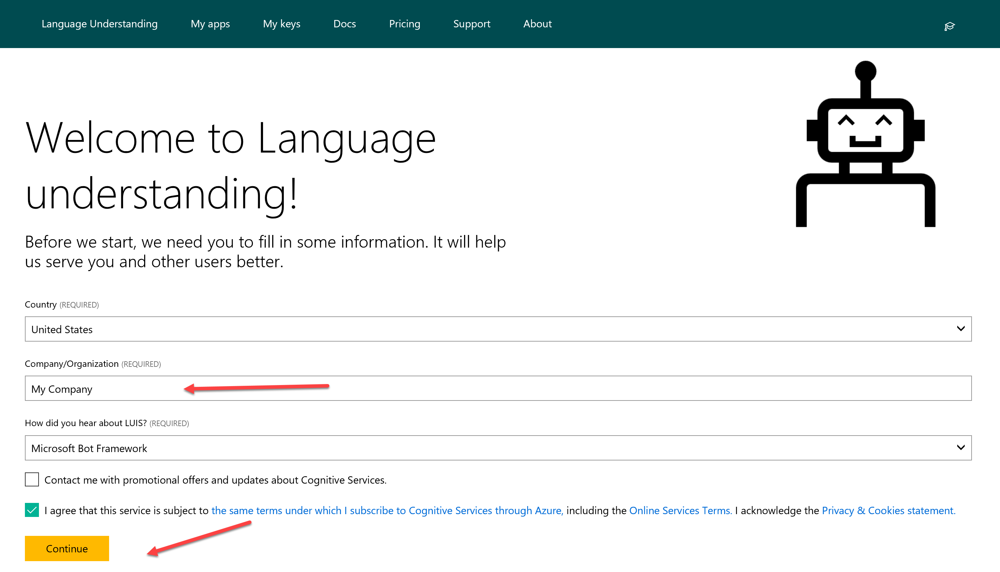 Language Understanding My apps My keys Docs Pricing Support About
Welcome to Language
understanding!
Before we start, we need you to fill in some information. It will help
us serve you and other users better.
Country (REQUIRED)
United States
Company/Organization (REQUIRED)
My Company
How did you hear about LUIS? (REQUIRED)
Microsoft Bot Framework
Contact me with promotional offers and updates about Cognitive Services.
I agree that this service is subject to the same terms under which I subscribe to Cognitive Services through Azure, including the Online Services Terms. I acknowledge the Privacy & Cookies statement.
Continue